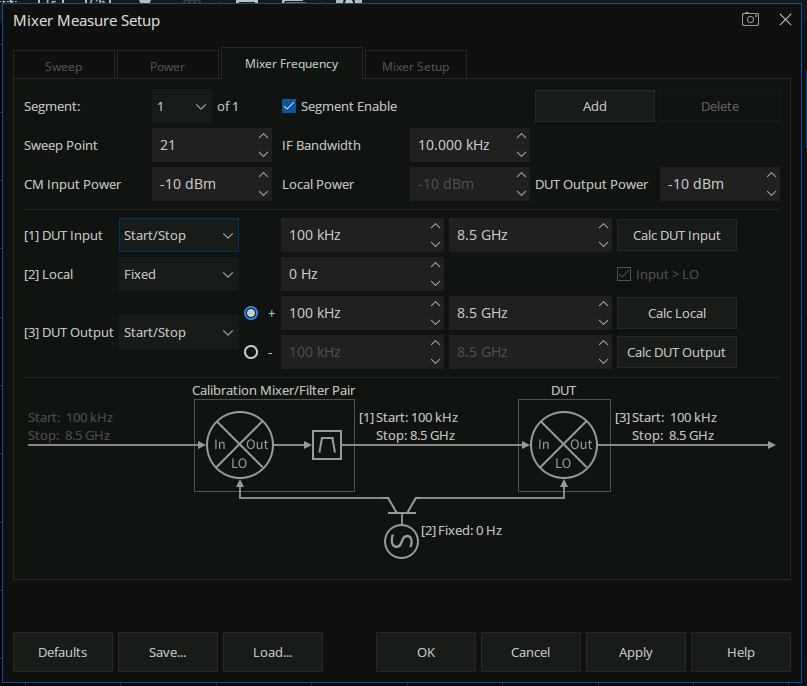 Mixer Measure Setup
Sweep Power Mixer Frequency Mixer Setup
Segment: 1 of 1 Segment Enable Add Delete
Sweep Point 21 IF Bandwidth 10.000 kHz
CM Input Power -10 dBm Local Power -10 dBm DUT Output Power -10 dBm
[1] DUT Input Start/Stop 100 kHz 8.5 GHz Calc DUT Input
[2] Local Fixed 0 Hz Input > LO
+ 100 kHz 8.5 GHz Calc Local
[3] DUT Output Start/Stop
- 100 kHz 8.5 GHz Calc DUT Output
Calibration Mixer/Filter Pair DUT
Start: 100 kHz [1] Start: 100 kHz [3] Start: 100 kHz
Stop: 8.5 GHz Stop: 8.5 GHz Stop: 8.5 GHz
In Out In Out
LO LO
[2] Fixed: 0 Hz
Defaults Save... Load... OK Cancel Apply Help